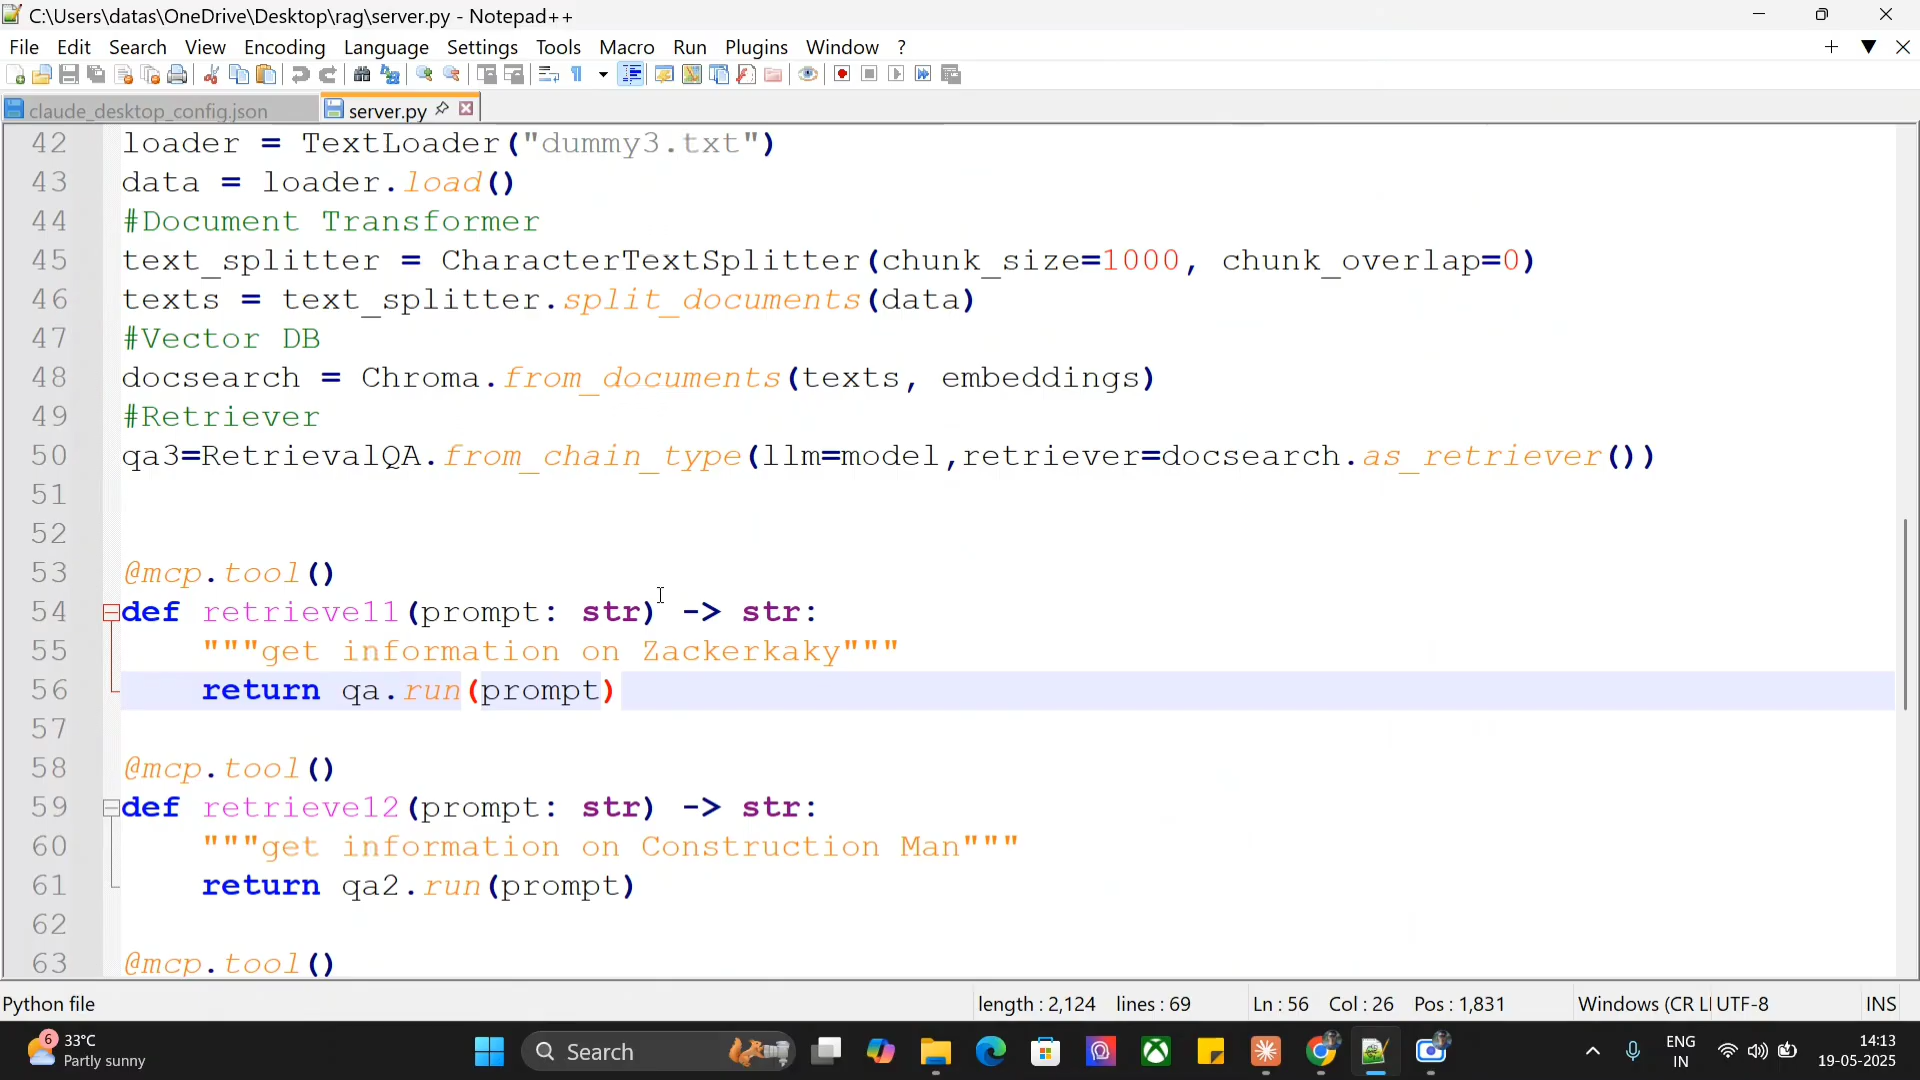 C:\Users\datas\OneDrive\Desktop\rag\server.py - Notepad++
File Edit Search View Encoding Language Settings Tools Macro Run Plugins Window ?
claude_desktop_config.json server.py
42 loader = TextLoader("dummy3.txt")
43 data = loader.load()
44 #Document Transformer
45 text_splitter = CharacterTextSplitter(chunk_size=1000, chunk_overlap=0)
46 texts = text_splitter.split_documents(data)
47 #Vector DB
48 docsearch = Chroma.from_documents(texts, embeddings)
49 #Retriever
50 qa3=RetrievalQA.from_chain_type(llm=model,retriever=docsearch.as_retriever())
51
52
53 @mcp.tool()
54 def retrieve11(prompt: str) -> str:
55     """get information on Zackerkaky"""
56     return qa.run(prompt)
57
58 @mcp.tool()
59 def retrieve12(prompt: str) -> str:
60     """get information on Construction Man"""
61     return qa2.run(prompt)
62
63 @mcp.tool()
Python file length : 2,124 lines : 69 Ln : 56 Col : 26 Pos : 1,831 Windows (CR LI UTF-8 INS
6 33°C
Partly sunny
Search
ENG
IN
14:13
19-05-2025